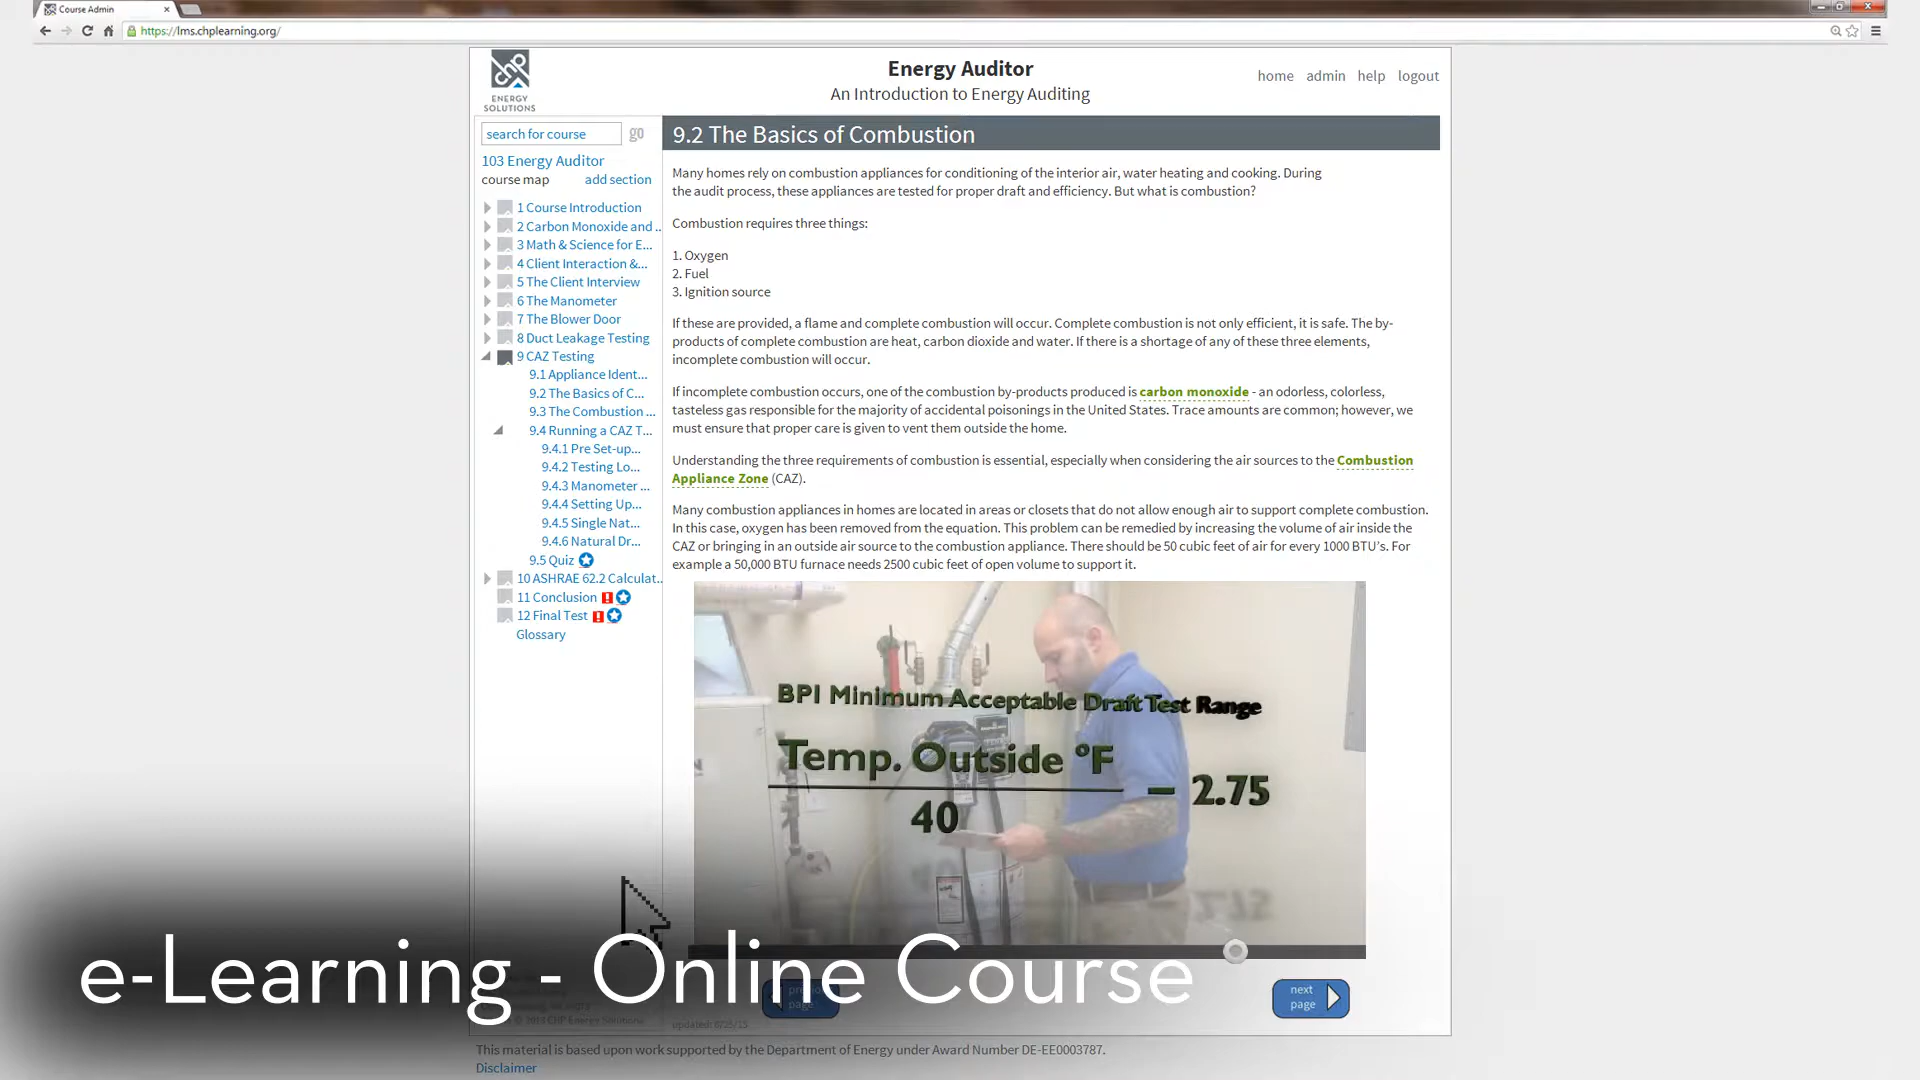 Course Admin
https://lms.chplearning.org/
chp
ENERGY
SOLUTIONS
Energy Auditor
An Introduction to Energy Auditing
home admin help logout
search for course go
103 Energy Auditor
course map add section
1 Course Introduction
2 Carbon Monoxide and ..
3 Math & Science for E...
4 Client Interaction &...
5 The Client Interview
6 The Manometer
7 The Blower Door
8 Duct Leakage Testing
9 CAZ Testing
9.1 Appliance Ident...
9.2 The Basics of C...
9.3 The Combustion ...
9.4 Running a CAZ T...
9.4.1 Pre Set-up...
9.4.2 Testing Lo...
9.4.3 Manometer ...
9.4.4 Setting Up...
9.4.5 Single Nat...
9.4.6 Natural Dr...
9.5 Quiz
10 ASHRAE 62.2 Calculat..
11 Conclusion
12 Final Test
Glossary
9.2 The Basics of Combustion
Many homes rely on combustion appliances for conditioning of the interior air, water heating and cooking. During
the audit process, these appliances are tested for proper draft and efficiency. But what is combustion?
Combustion requires three things:
1. Oxygen
2. Fuel
3. Ignition source
If these are provided, a flame and complete combustion will occur. Complete combustion is not only efficient, it is safe. The by-
products of complete combustion are heat, carbon dioxide and water. If there is a shortage of any of these three elements,
incomplete combustion will occur.
If incomplete combustion occurs, one of the combustion by-products produced is carbon monoxide - an odorless, colorless,
tasteless gas responsible for the majority of accidental poisonings in the United States. Trace amounts are common; however, we
must ensure that proper care is given to vent them outside the home.
Understanding the three requirements of combustion is essential, especially when considering the air sources to the Combustion
Appliance Zone (CAZ).
Many combustion appliances in homes are located in areas or closets that do not allow enough air to support complete combustion.
In this case, oxygen has been removed from the equation. This problem can be remedied by increasing the volume of air inside the
CAZ or bringing in an outside air source to the combustion appliance. There should be 50 cubic feet of air for every 1000 BTU's. For
example a 50,000 BTU furnace needs 2500 cubic feet of open volume to support it.
BPI Minimum Acceptable Draft Test Range
Temp. Outside °F
40
– 2.75
e-Learning - Online Course
next
page
page
updated: 6/25/13
© 2013 CHP Energy Solutions
This material is based upon work supported by the Department of Energy under Award Number DE-EE0003787.
Disclaimer